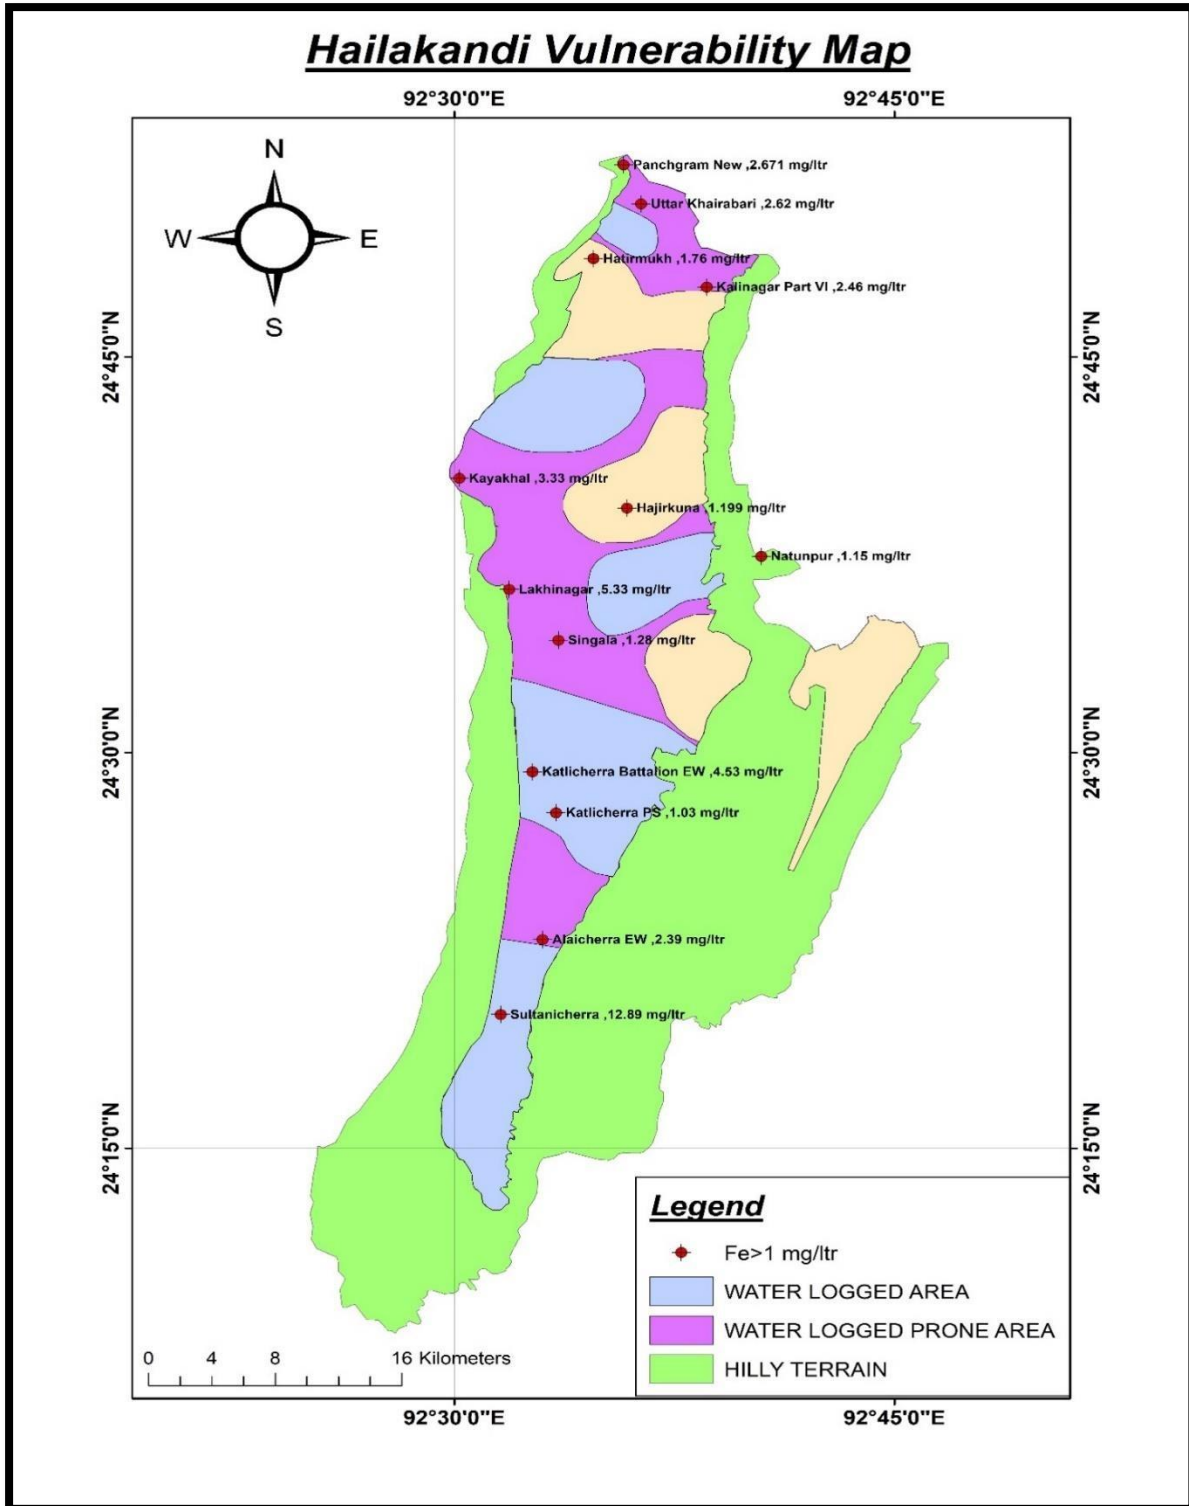 Hailakandi Vulnerability Map
92°30'0"E
92°45'0"E
N
W
E
S
Panchgram New ,2.671 mg/ltr
Uttar Khairabari ,2.62 mg/ltr
Hatirmukh ,1.76 mg/ltr
Kalinagar Part VI ,2.46 mg/ltr
24°45'0"N
24°45'0"N
Kayakhal ,3.33 mg/ltr
Hajirkuna ,1.199 mg/ltr
Natunpur ,1.15 mg/ltr
Lakhinagar ,5.33 mg/ltr
Singala ,1.28 mg/ltr
24°30'0"N
24°30'0"N
Katlicherra Battalion EW ,4.53 mg/ltr
Katlicherra PS ,1.03 mg/ltr
Alaicherra EW ,2.39 mg/ltr
Sultanicherra ,12.89 mg/ltr
24°15'0"N
24°15'0"N
Legend
Fe>1 mg/ltr
WATER LOGGED AREA
WATER LOGGED PRONE AREA
HILLY TERRAIN
0 4 8 16 Kilometers
92°30'0"E
92°45'0"E